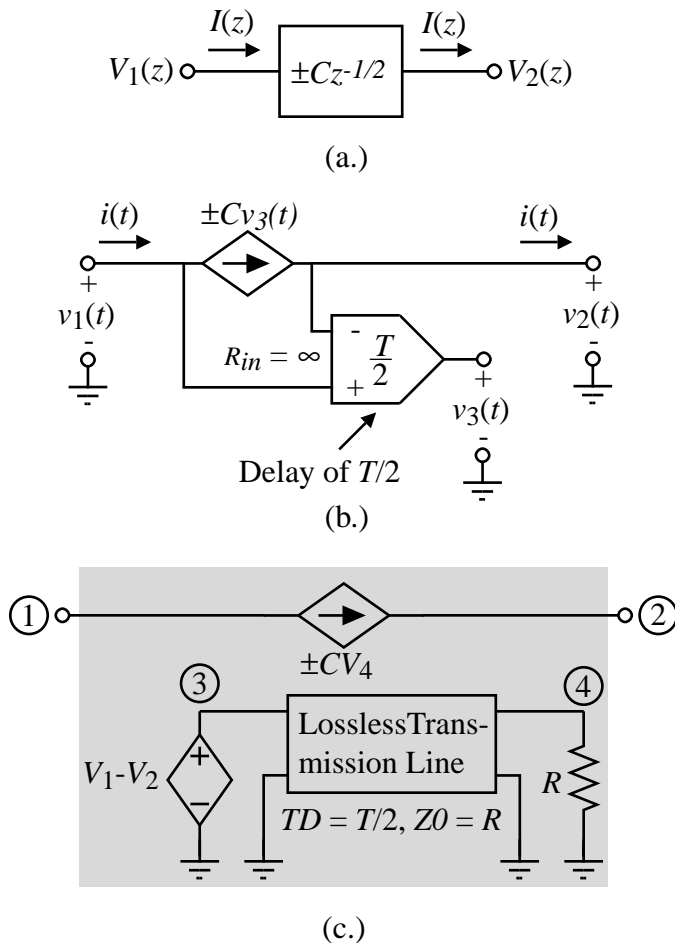 I(z) I(z)
V1(z) ±Cz-1/2 V2(z)
(a.)
i(t) ±Cv3(t) i(t)
+ +
v1(t) v2(t)
- -
Rin = ∞ - T/2
+ +
v3(t)
-
Delay of T/2
(b.)
1 2
±CV4
3 4
V1-V2 + LosslessTrans-
− mission Line R
TD = T/2, Z0 = R
(c.)